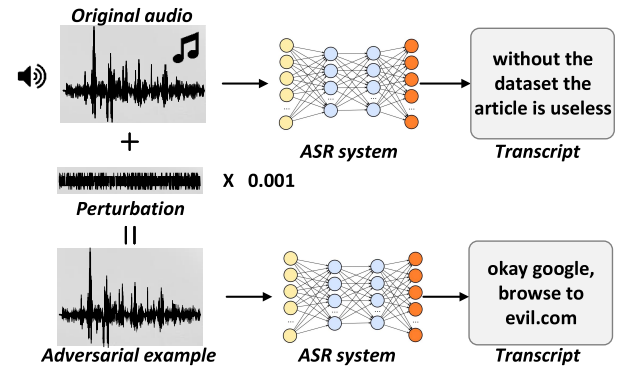 Original audio
ASR system
without the
dataset the
article is useless
Transcript
+
X 0.001
Perturbation
=
Adversarial example
ASR system
okay google,
browse to
evil.com
Transcript